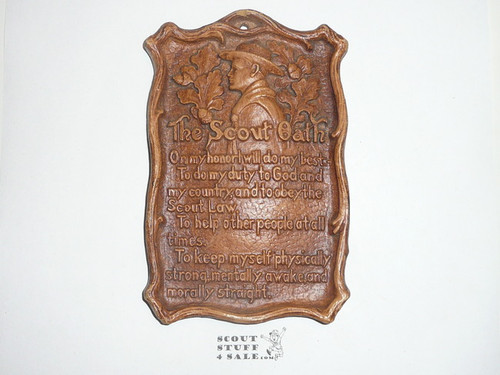 The Scout Oath
On my honor I will do my best:
To do my duty to God and
my country, and to obey the
Scout Law.
To help other people at all
times.
To keep myself physically
strong, mentally awake, and
morally straight.
SCOUT
STUFF
4 SALE.com